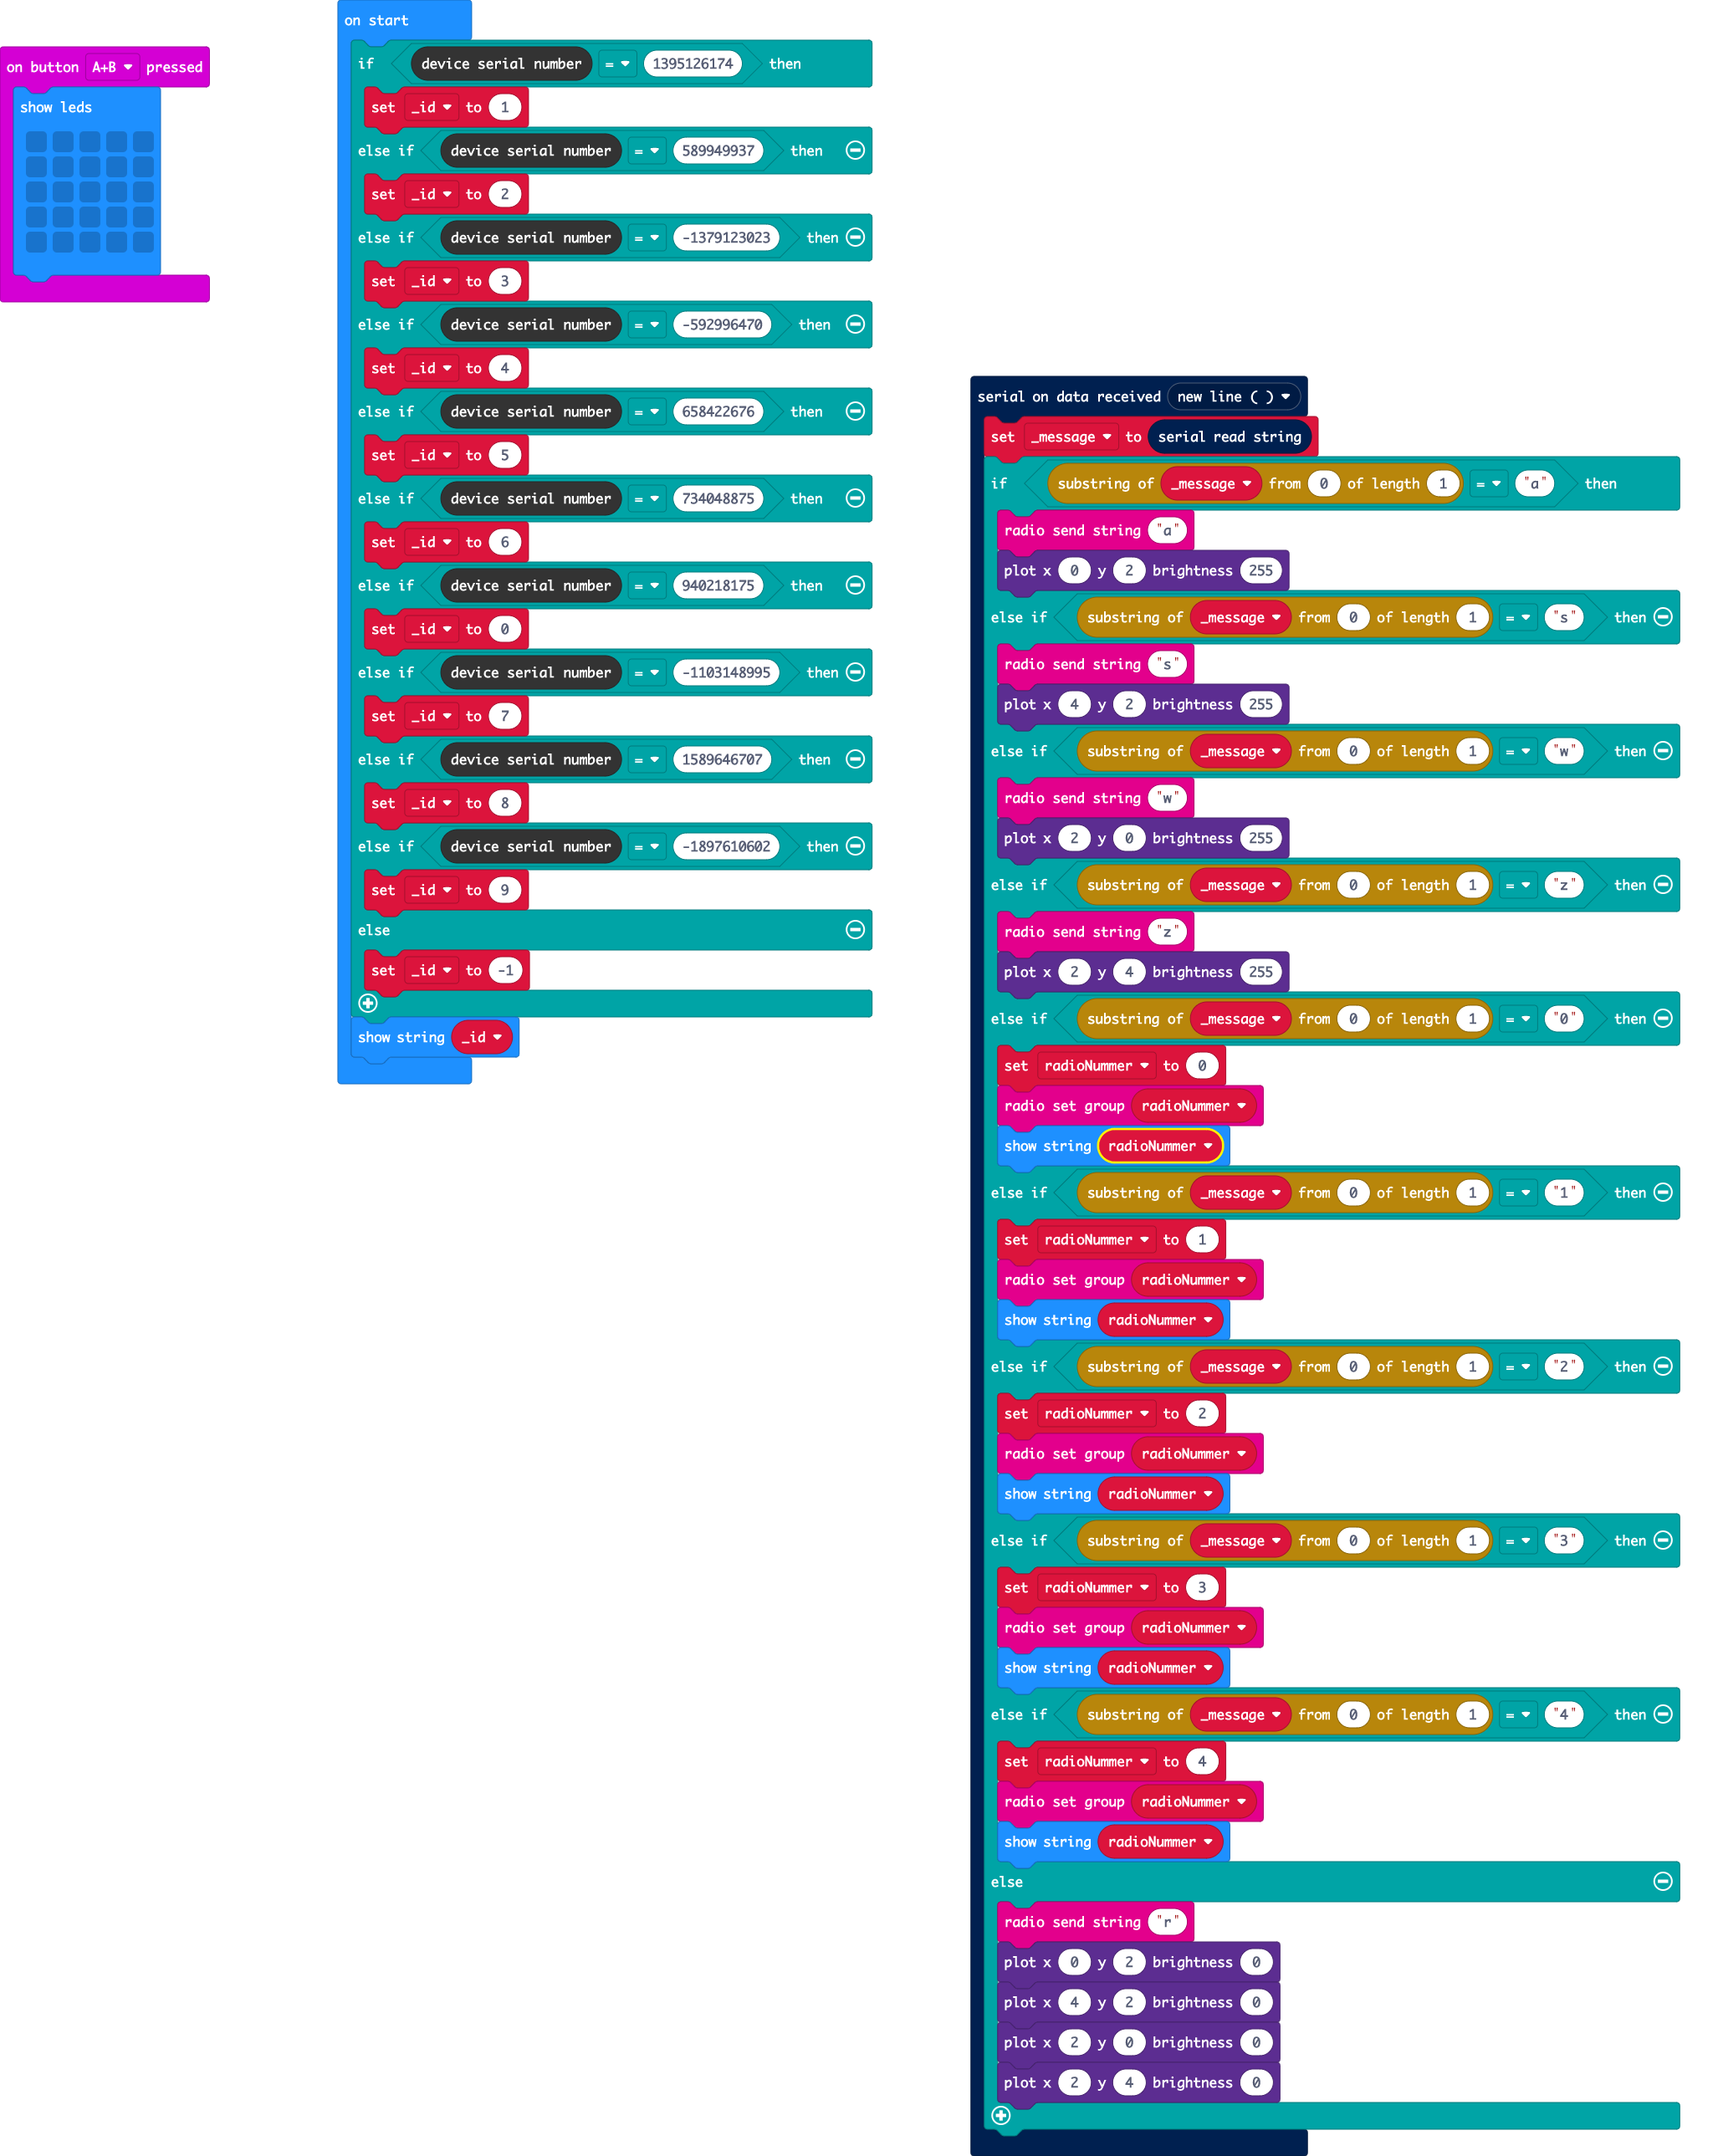 on button A+B pressed
show leds
on start
if device serial number = 1395126174 then
set _id to 1
else if device serial number = 589949937 then
set _id to 2
else if device serial number = -1379123023 then
set _id to 3
else if device serial number = -592996470 then
set _id to 4
else if device serial number = 658422676 then
set _id to 5
else if device serial number = 734048875 then
set _id to 6
else if device serial number = 940218175 then
set _id to 0
else if device serial number = -1103148995 then
set _id to 7
else if device serial number = 1589646707 then
set _id to 8
else if device serial number = -1897610602 then
set _id to 9
else
set _id to -1
show string _id
serial on data received new line ( )
set _message to serial read string
if substring of _message from 0 of length 1 = "a" then
radio send string "a"
plot x 0 y 2 brightness 255
else if substring of _message from 0 of length 1 = "s" then
radio send string "s"
plot x 4 y 2 brightness 255
else if substring of _message from 0 of length 1 = "w" then
radio send string "w"
plot x 2 y 0 brightness 255
else if substring of _message from 0 of length 1 = "z" then
radio send string "z"
plot x 2 y 4 brightness 255
else if substring of _message from 0 of length 1 = "0" then
set radioNummer to 0
radio set group radioNummer
show string radioNummer
else if substring of _message from 0 of length 1 = "1" then
set radioNummer to 1
radio set group radioNummer
show string radioNummer
else if substring of _message from 0 of length 1 = "2" then
set radioNummer to 2
radio set group radioNummer
show string radioNummer
else if substring of _message from 0 of length 1 = "3" then
set radioNummer to 3
radio set group radioNummer
show string radioNummer
else if substring of _message from 0 of length 1 = "4" then
set radioNummer to 4
radio set group radioNummer
show string radioNummer
else
radio send string "r"
plot x 0 y 2 brightness 0
plot x 4 y 2 brightness 0
plot x 2 y 0 brightness 0
plot x 2 y 4 brightness 0